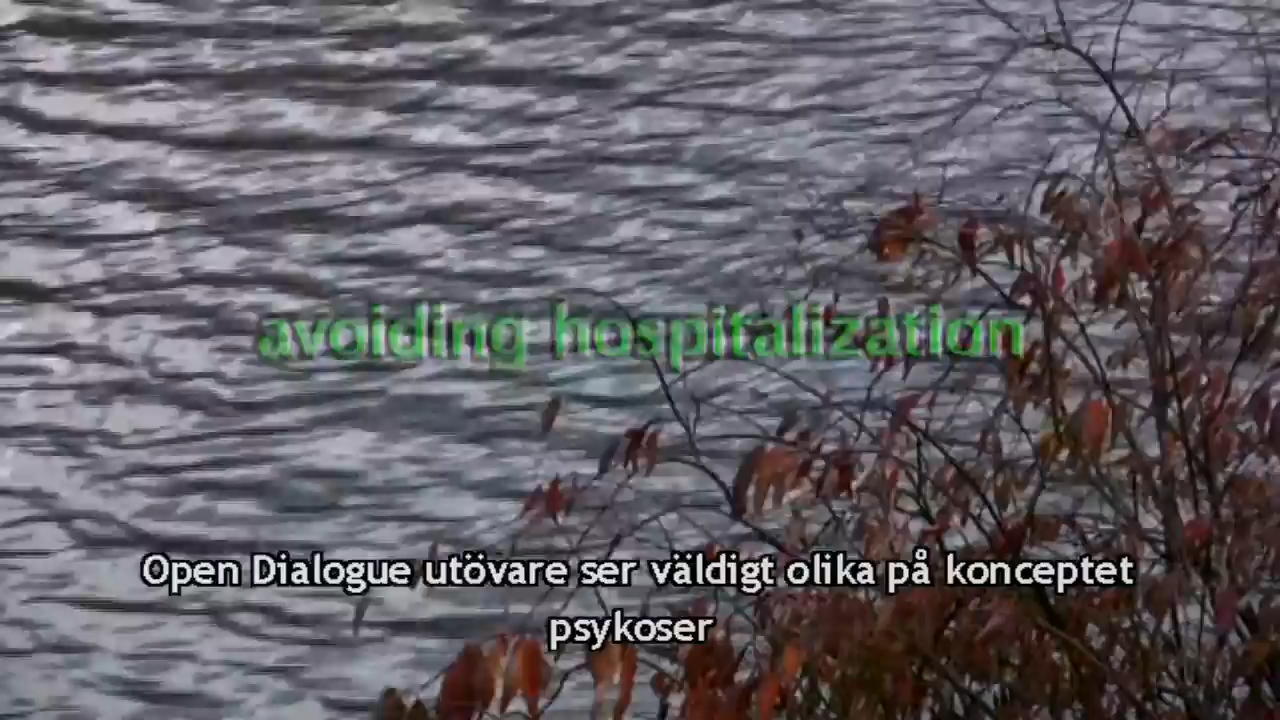 avoiding hospitalization
Open Dialogue utövare ser väldigt olika på konceptet
psykoser